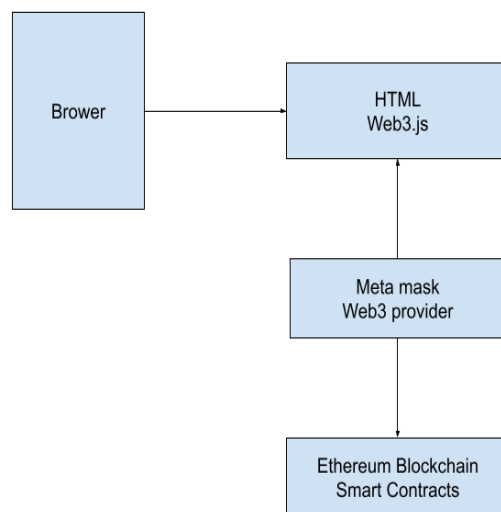 Brower
HTML
Web3.js
Meta mask
Web3 provider
Ethereum Blockchain
Smart Contracts